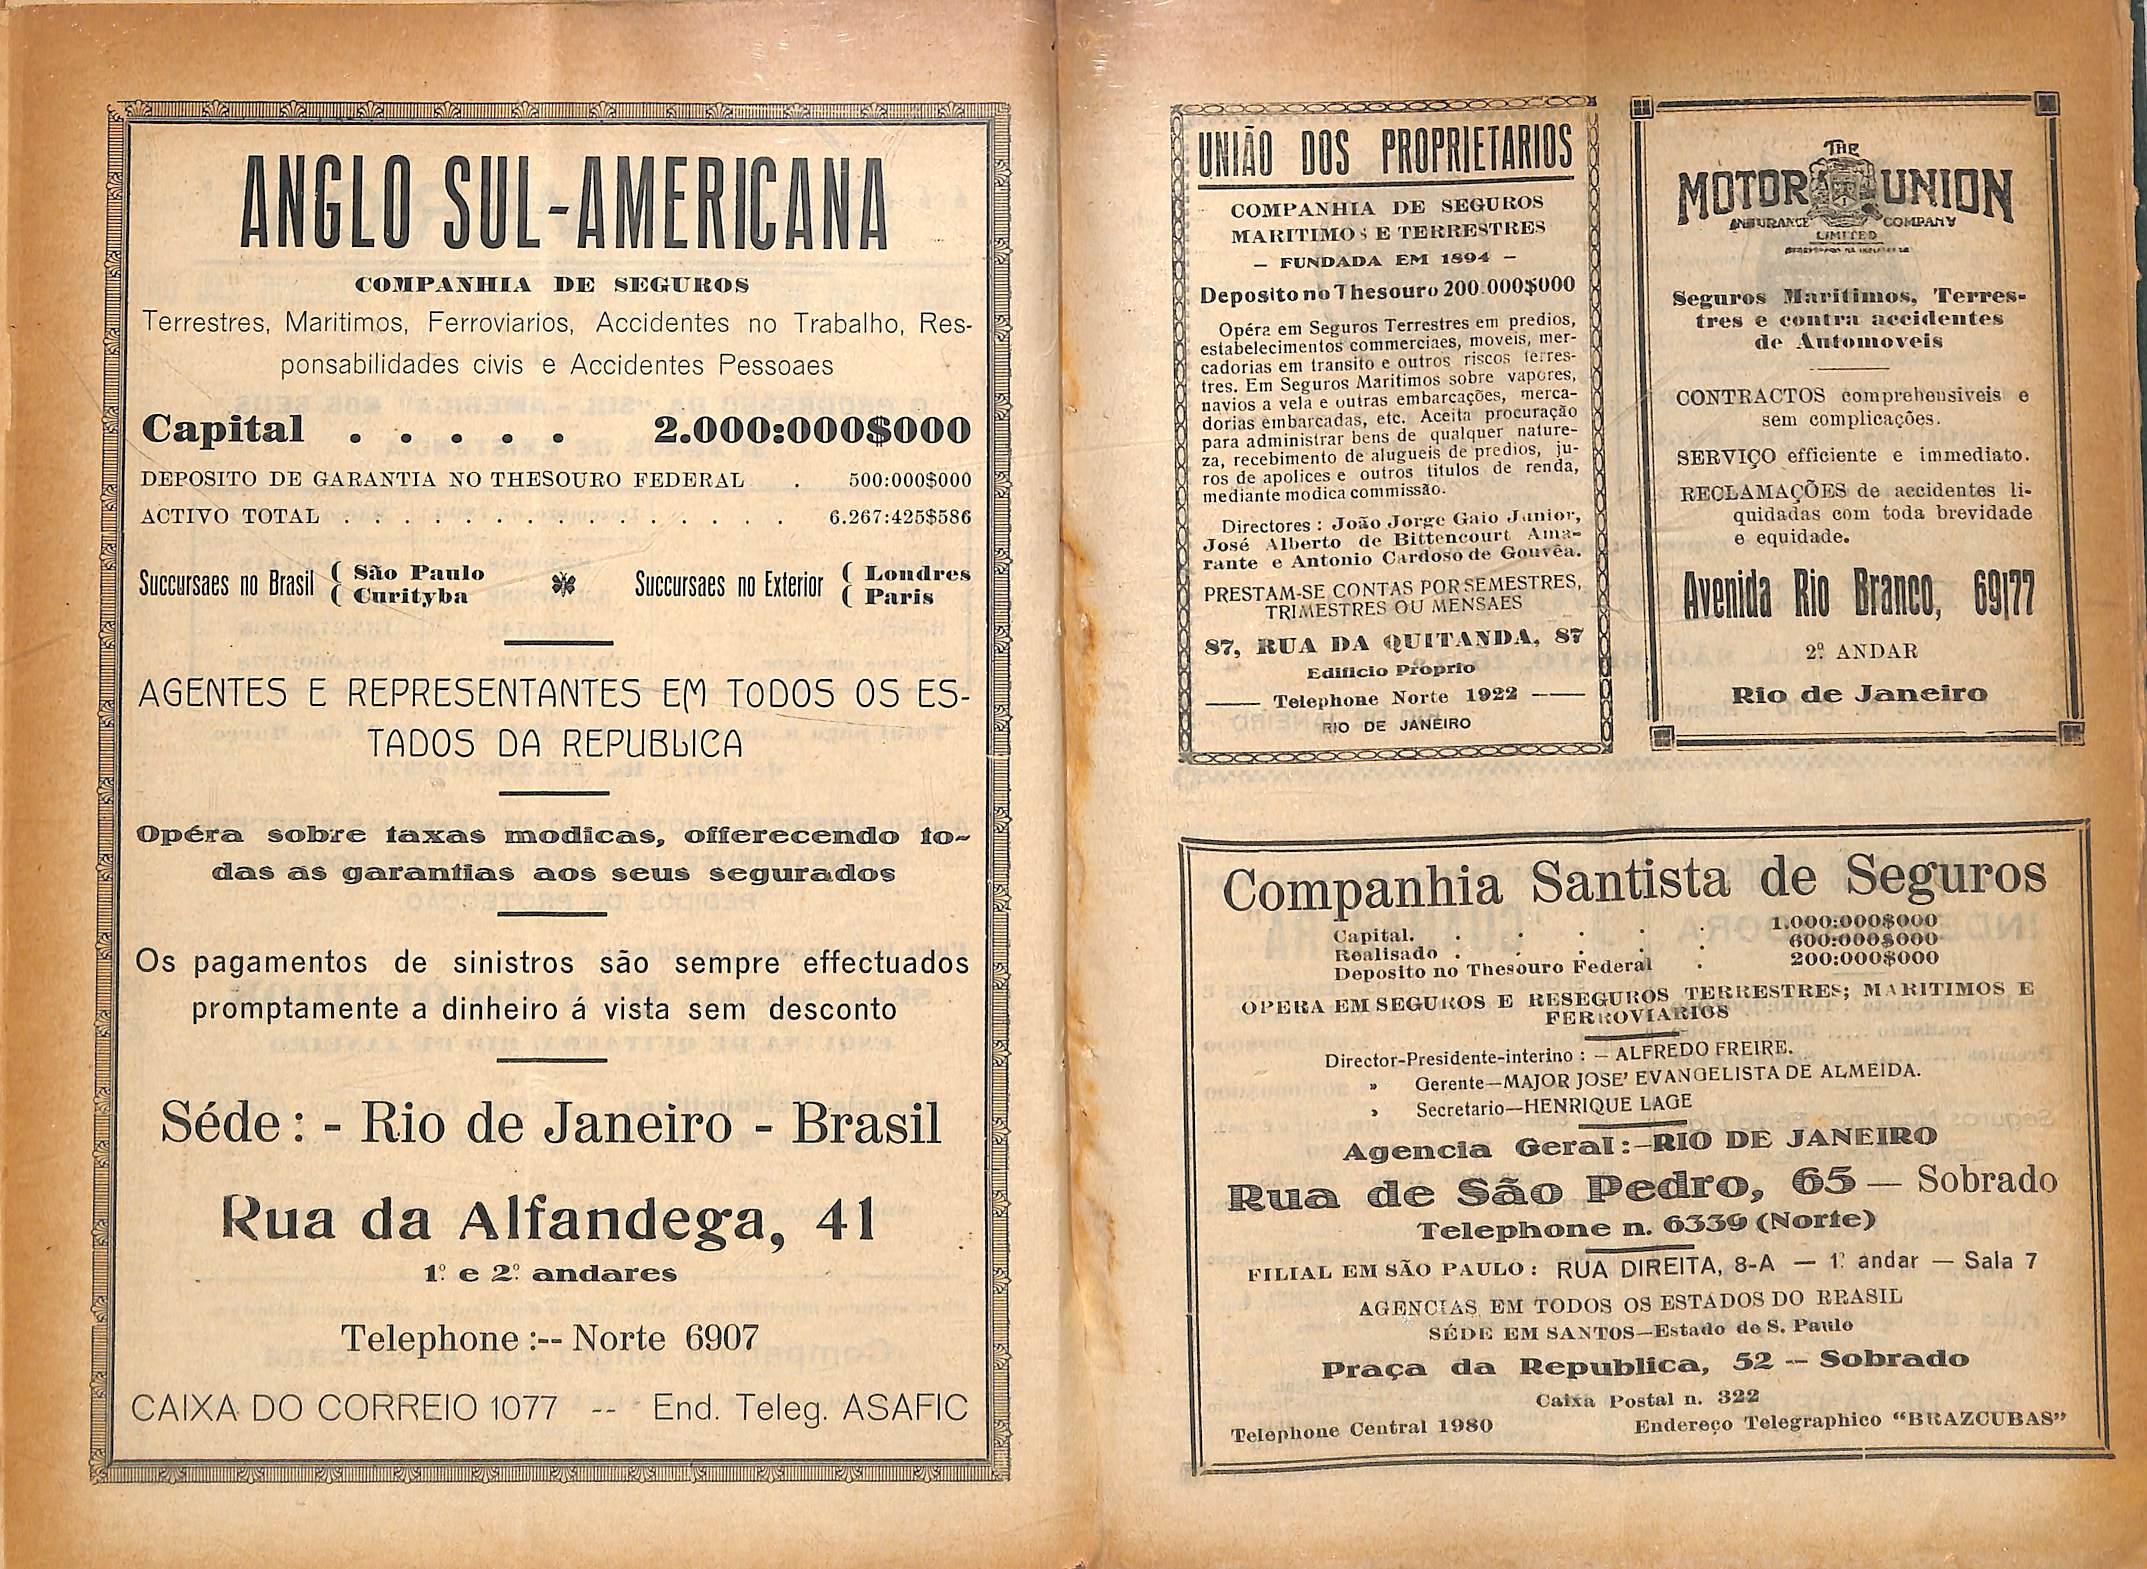 ANGLO SUL-AMERICANA
COMPANHIA DE SEGUROS
Terrestres, Maritimos, Ferroviarios, Accidentes no Trabalho, Res-
ponsabilidades civis e Accidentes Pessoaes
Capital . . . . . 2.000:000$000
DEPOSITO DE GARANTIA NO THESOURO FEDERAL . 500:000$000
ACTIVO TOTAL . . . . . . . . . . . . . . . 6.267:425$586
Succursaes no Brasil ( São Paulo
( Curityba
Succursaes no Exterior ( Londres
( Paris
AGENTES E REPRESENTANTES EM TODOS OS ES-
TADOS DA REPUBLICA
Opéra sobre taxas modicas, offerecendo to-
das as garantias aos seus segurados
Os pagamentos de sinistros são sempre effectuados
promptamente a dinheiro á vista sem desconto
Séde : - Rio de Janeiro - Brasil
Rua da Alfandega, 41
1º e 2º andares
Telephone :-- Norte 6907
CAIXA DO CORREIO 1077 -- End. Teleg. ASAFIC
UNIÃO DOS PROPRIETARIOS
COMPANHIA DE SEGUROS
MARITIMOS E TERRESTRES
— FUNDADA EM 1894 —
Deposito no Thesouro 200.000$000
Opéra em Seguros Terrestres em predios,
estabelecimentos commerciaes, moveis, mer-
cadorias em transito e outros riscos terres-
tres. Em Seguros Maritimos sobre vapores,
navios a vela e outras embarcações, merca-
dorias embarcadas, etc. Aceita procuração
para administrar bens de qualquer nature-
za, recebimento de alugueis de predios, ju-
ros de apolices e outros titulos de renda,
mediante modica commissão.
Directores : João Jorge Gaio Junior,
José Alberto de Bittencourt Ama-
rante e Antonio Cardoso de Gouvêa.
PRESTAM-SE CONTAS POR SEMESTRES,
TRIMESTRES OU MENSAES
87, RUA DA QUITANDA, 87
Edificio Proprio
Telephone Norte 1922
RIO DE JANEIRO
THE
MOTOR UNION
INSURANCE COMPANY
LIMITED
Seguros Maritimos, Terres-
tres e contra accidentes
de Automoveis
CONTRACTOS comprehensiveis e
sem complicações.
SERVIÇO efficiente e immediato.
RECLAMAÇÕES de accidentes li-
quidadas com toda brevidade
e equidade.
Avenida Rio Branco, 69|77
2º ANDAR
Rio de Janeiro
Companhia Santista de Seguros
Capital. . . . . . 1.000:000$000
Realisado . . . . . 600:000$000
Deposito no Thesouro Federal . 200:000$000
OPERA EM SEGUROS E RESEGUROS TERRESTRES; MARITIMOS E
FERROVIARIOS
Director-Presidente-interino : — ALFREDO FREIRE.
» Gerente—MAJOR JOSE' EVANGELISTA DE ALMEIDA.
» Secretario—HENRIQUE LAGE
Agencia Geral:—RIO DE JANEIRO
Rua de São Pedro, 65 — Sobrado
Telephone n. 6339 (Norte)
FILIAL EM SÃO PAULO : RUA DIREITA, 8-A — 1º andar — Sala 7
AGENCIAS EM TODOS OS ESTADOS DO BRASIL
SÉDE EM SANTOS—Estado de S. Paulo
Praça da Republica, 52 -- Sobrado
Caixa Postal n. 322
Telephone Central 1980 Endereço Telegraphico “BRAZCUBAS”